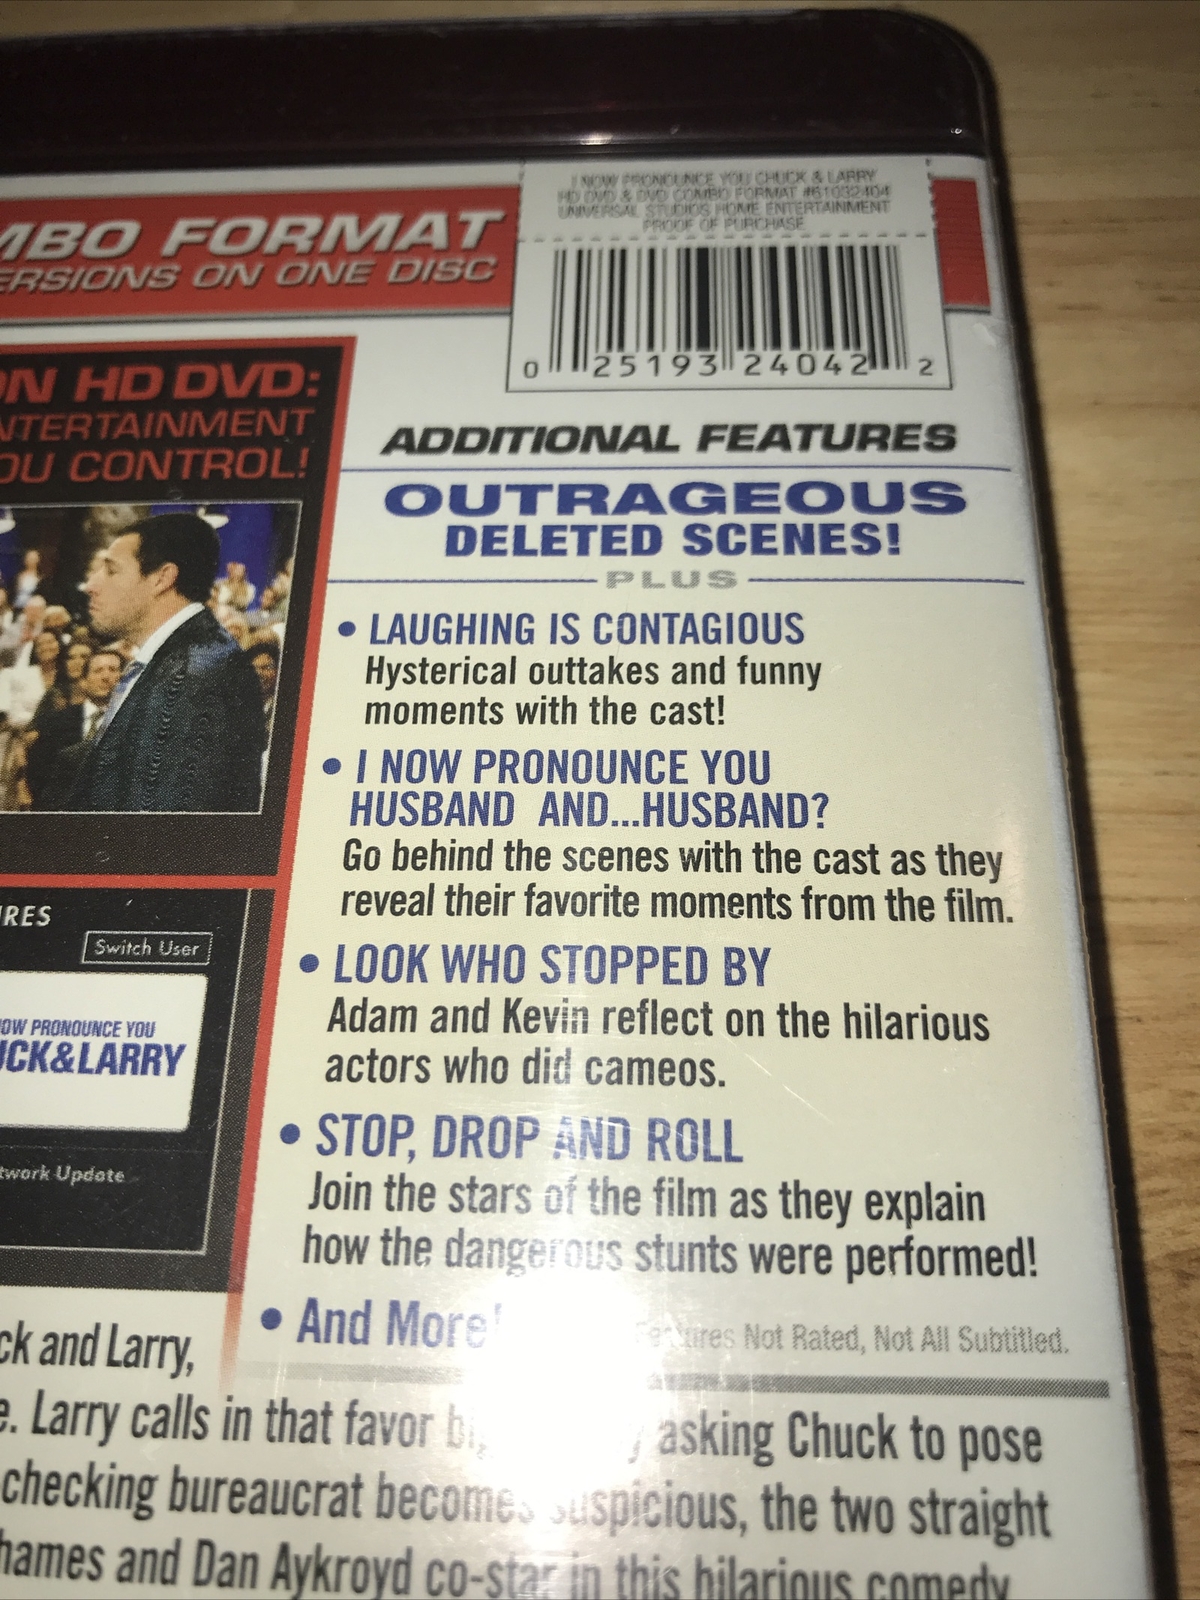 I NOW PRONOUNCE YOU CHUCK & LARRY
HD DVD & DVD COMBO FORMAT #61032404
UNIVERSAL STUDIOS HOME ENTERTAINMENT
PROOF OF PURCHASE
MBO FORMAT
ERSIONS ON ONE DISC
0 25193 24042 2
ON HD DVD:
NTERTAINMENT
OU CONTROL!
ADDITIONAL FEATURES
OUTRAGEOUS
DELETED SCENES!
PLUS
• LAUGHING IS CONTAGIOUS
Hysterical outtakes and funny
moments with the cast!
• I NOW PRONOUNCE YOU
HUSBAND AND...HUSBAND?
Go behind the scenes with the cast as they
reveal their favorite moments from the film.
• LOOK WHO STOPPED BY
Adam and Kevin reflect on the hilarious
actors who did cameos.
• STOP, DROP AND ROLL
Join the stars of the film as they explain
how the dangerous stunts were performed!
• And More!
Features Not Rated, Not All Subtitled.
RES
Switch User
OW PRONOUNCE YOU
UCK&LARRY
twork Update
ck and Larry,
e. Larry calls in that favor asking Chuck to pose
checking bureaucrat becomes suspicious, the two straight
hames and Dan Aykroyd co-star in this hilarious comedy